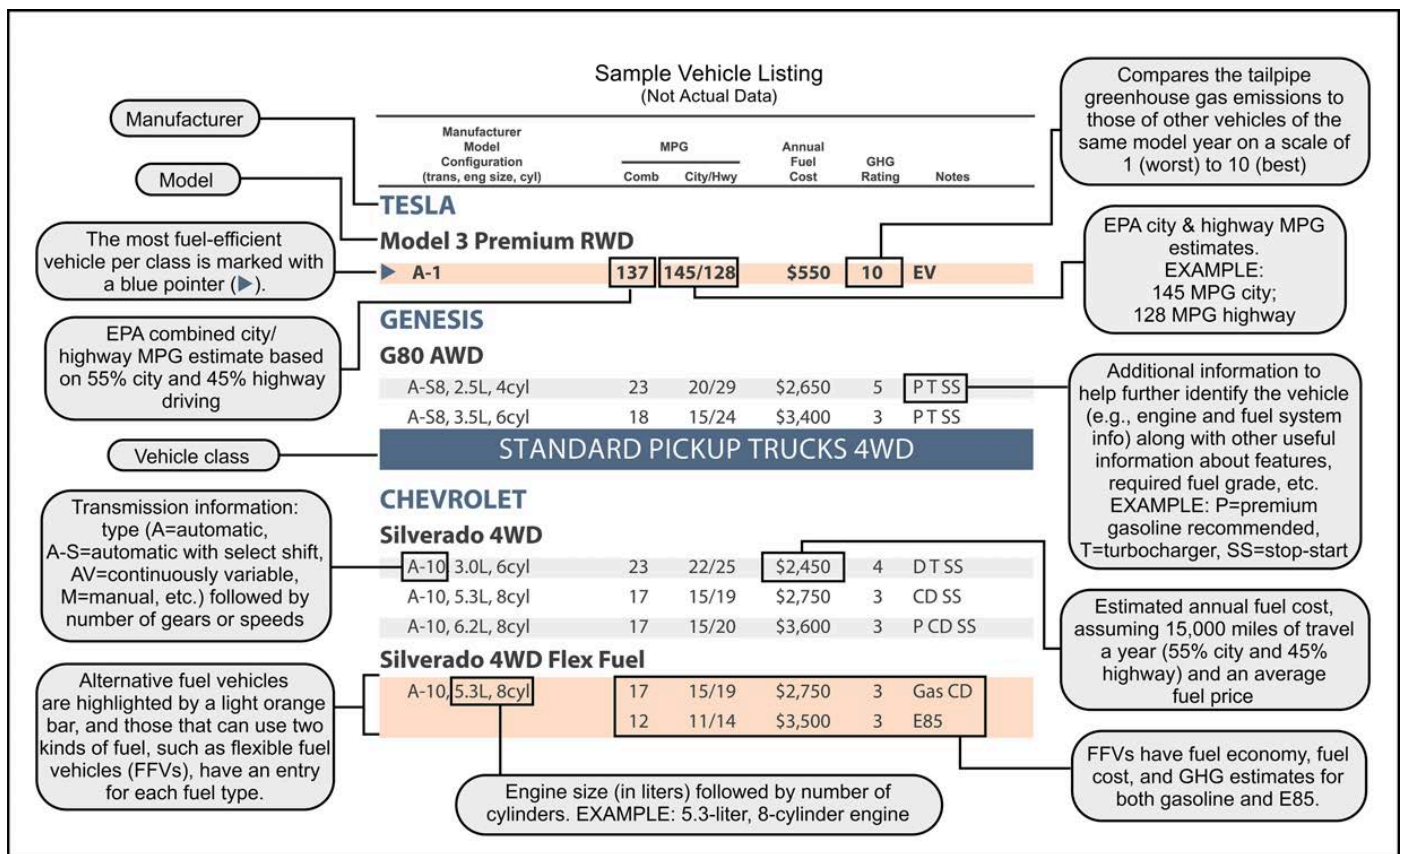 Sample Vehicle Listing
(Not Actual Data)
Manufacturer
Model
Configuration
(trans, eng size, cyl)
MPG
Comb City/Hwy
Annual
Fuel
Cost
GHG
Rating
Notes
TESLA
Model 3 Premium RWD
▶ A-1 137 145/128 $550 10 EV
GENESIS
G80 AWD
A-S8, 2.5L, 4cyl 23 20/29 $2,650 5 P T SS
A-S8, 3.5L, 6cyl 18 15/24 $3,400 3 P T SS
STANDARD PICKUP TRUCKS 4WD
CHEVROLET
Silverado 4WD
A-10, 3.0L, 6cyl 23 22/25 $2,450 4 D T SS
A-10, 5.3L, 8cyl 17 15/19 $2,750 3 CD SS
A-10, 6.2L, 8cyl 17 15/20 $3,600 3 P CD SS
Silverado 4WD Flex Fuel
A-10, 5.3L, 8cyl 17 15/19 $2,750 3 Gas CD
12 11/14 $3,500 3 E85
Manufacturer
Model
The most fuel-efficient
vehicle per class is marked with
a blue pointer (▶).
EPA combined city/
highway MPG estimate based
on 55% city and 45% highway
driving
Vehicle class
Transmission information:
type (A=automatic,
A-S=automatic with select shift,
AV=continuously variable,
M=manual, etc.) followed by
number of gears or speeds
Alternative fuel vehicles
are highlighted by a light orange
bar, and those that can use two
kinds of fuel, such as flexible fuel
vehicles (FFVs), have an entry
for each fuel type.
Engine size (in liters) followed by number of
cylinders. EXAMPLE: 5.3-liter, 8-cylinder engine
Compares the tailpipe
greenhouse gas emissions to
those of other vehicles of the
same model year on a scale of
1 (worst) to 10 (best)
EPA city & highway MPG
estimates.
EXAMPLE:
145 MPG city;
128 MPG highway
Additional information to
help further identify the vehicle
(e.g., engine and fuel system
info) along with other useful
information about features,
required fuel grade, etc.
EXAMPLE: P=premium
gasoline recommended,
T=turbocharger, SS=stop-start
Estimated annual fuel cost,
assuming 15,000 miles of travel
a year (55% city and 45%
highway) and an average
fuel price
FFVs have fuel economy, fuel
cost, and GHG estimates for
both gasoline and E85.